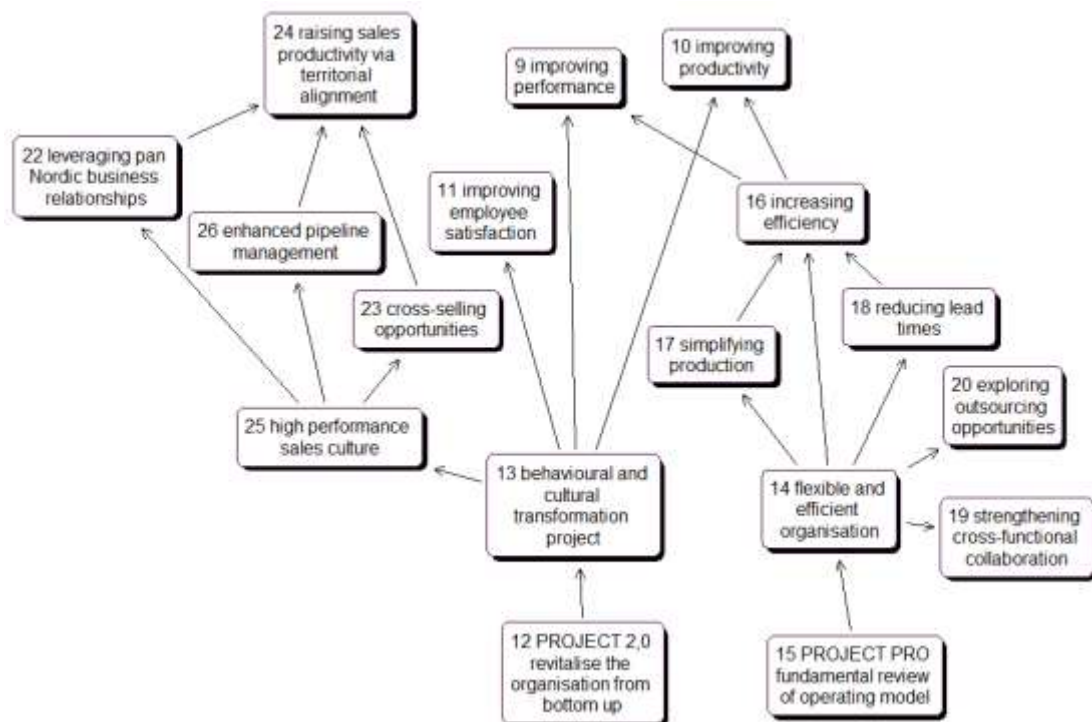 24 raising sales
productivity via
territorial
alignment
9 improving
performance
10 improving
productivity
22 leveraging pan
Nordic business
relationships
26 enhanced pipeline
management
11 improving
employee
satisfaction
16 increasing
efficiency
23 cross-selling
opportunities
17 simplifying
production
18 reducing lead
times
20 exploring
outsourcing
opportunities
25 high performance
sales culture
13 behavioural and
cultural
transformation
project
14 flexible and
efficient
organisation
19 strengthening
cross-functional
collaboration
12 PROJECT 2,0
revitalise the
organisation from
bottom up
15 PROJECT PRO
fundamental review
of operating model